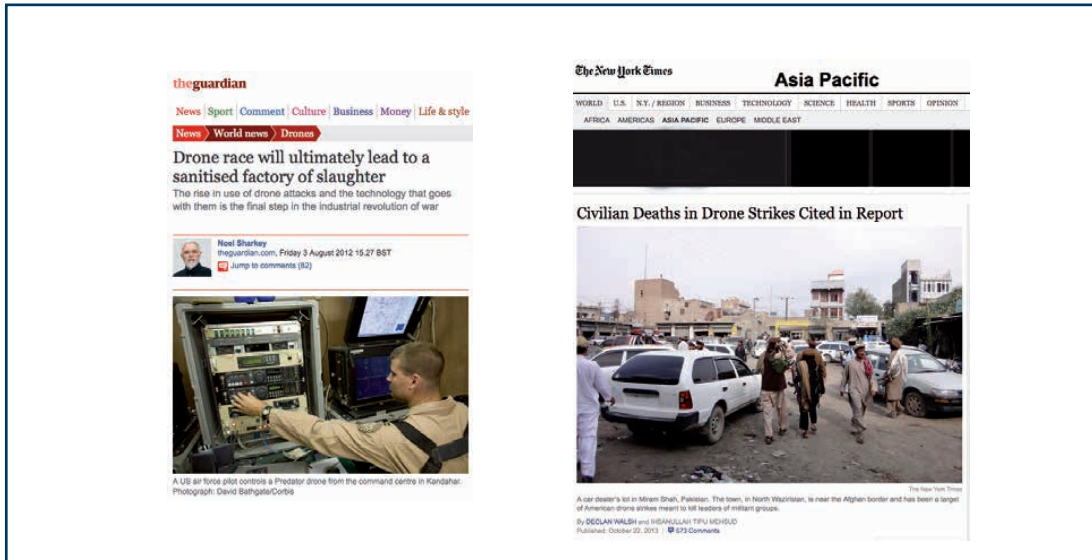 theguardian
News Sport Comment Culture Business Money Life & style
News World news Drones
Drone race will ultimately lead to a
sanitised factory of slaughter
The rise in use of drone attacks and the technology that goes
with them is the final step in the industrial revolution of war
Noel Sharkey
theguardian.com, Friday 3 August 2012 15.27 BST
Jump to comments (82)
A US air force pilot controls a Predator drone from the command centre in Kandahar.
Photograph: David Bathgate/Corbis
The New York Times
Asia Pacific
WORLD U.S. N.Y. / REGION BUSINESS TECHNOLOGY SCIENCE HEALTH SPORTS OPINION
AFRICA AMERICAS ASIA PACIFIC EUROPE MIDDLE EAST
Civilian Deaths in Drone Strikes Cited in Report
The New York Times
A car dealer's lot in Miram Shah, Pakistan. The town, in North Waziristan, is near the Afghan border and has been a target
of American drone strikes meant to kill leaders of militant groups.
By DECLAN WALSH and IHSANULLAH TIPU MEHSUD
Published: October 22, 2013 573 Comments